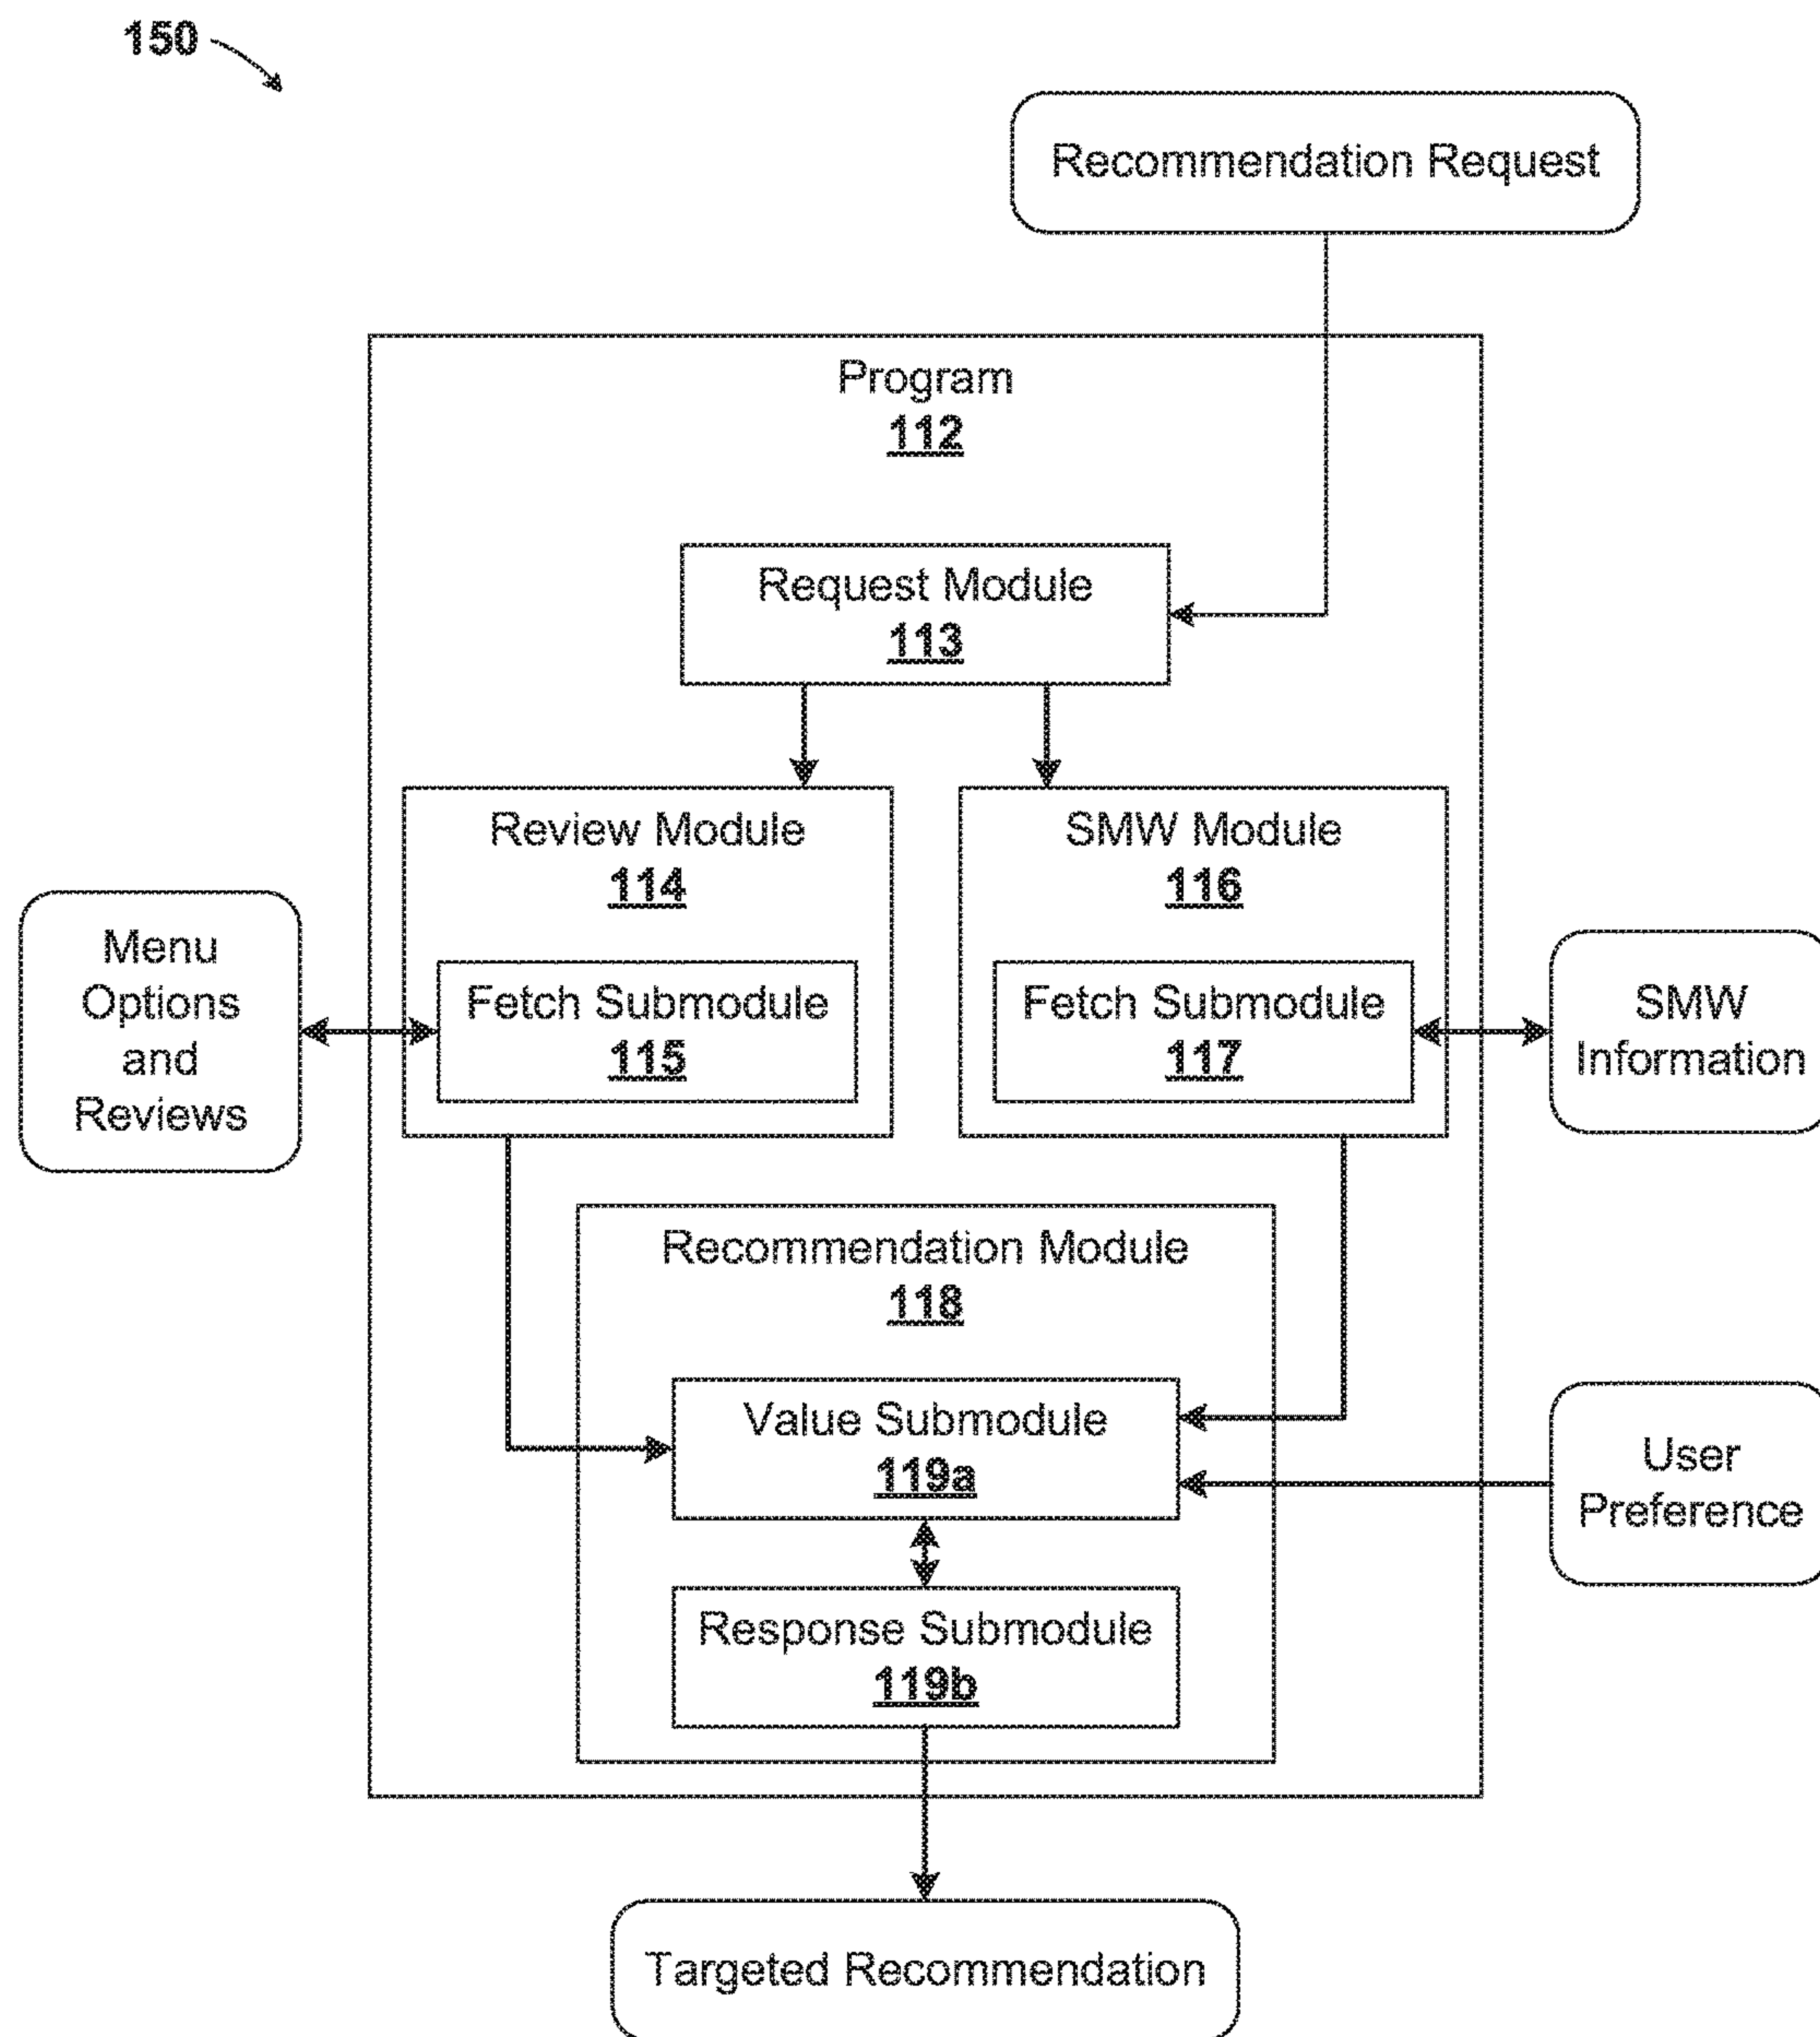 150
Recommendation Request
Program
112
Request Module
113
Review Module
114
SMW Module
116
Menu
Options
and
Reviews
Fetch Submodule
115
Fetch Submodule
117
SMW
Information
Recommendation Module
118
Value Submodule
119a
User
Preference
Response Submodule
119b
Targeted Recommendation